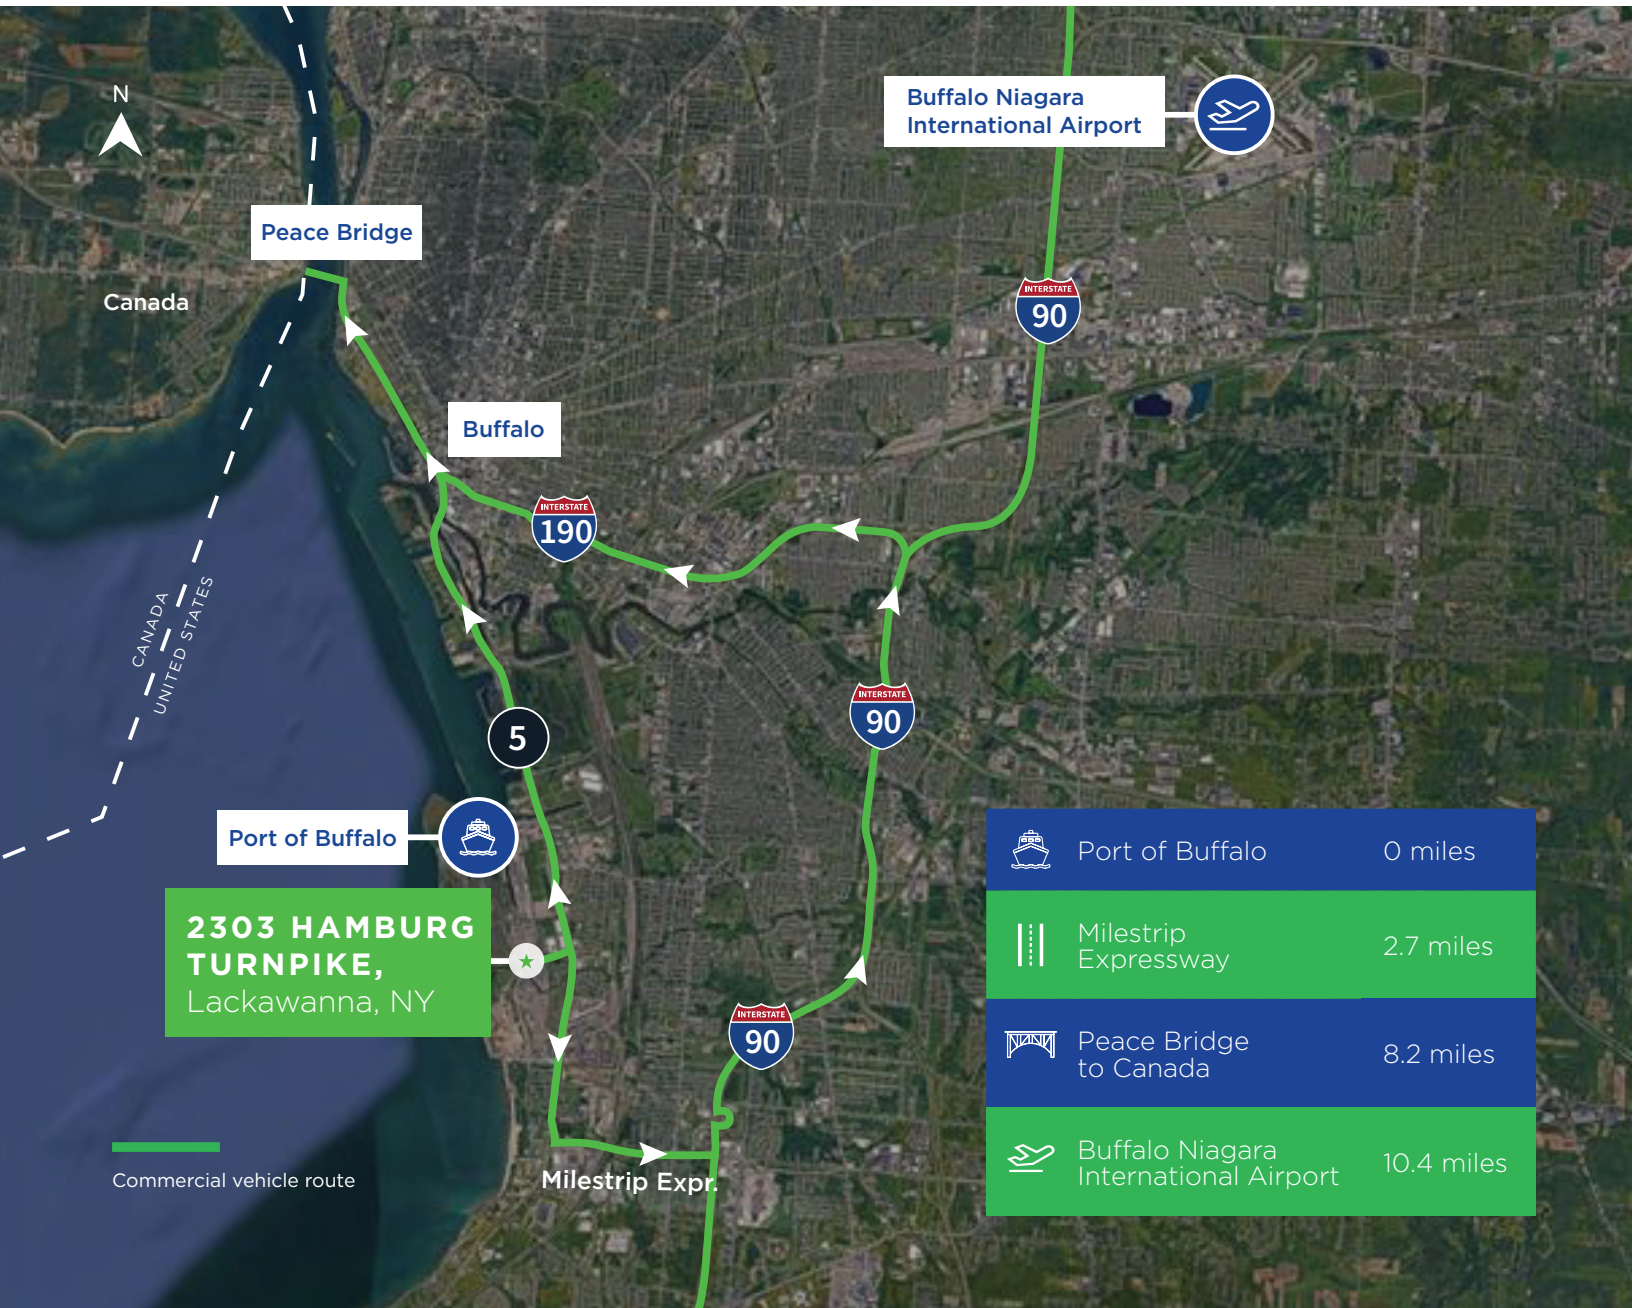 N
Buffalo Niagara
International Airport
Peace Bridge
Canada
INTERSTATE
90
Buffalo
INTERSTATE
190
CANADA
UNITED STATES
INTERSTATE
90
5
Port of Buffalo
2303 HAMBURG
TURNPIKE,
Lackawanna, NY
INTERSTATE
90
Milestrip Expr.
Commercial vehicle route
Port of Buffalo 0 miles
Milestrip
Expressway 2.7 miles
Peace Bridge
to Canada 8.2 miles
Buffalo Niagara
International Airport 10.4 miles